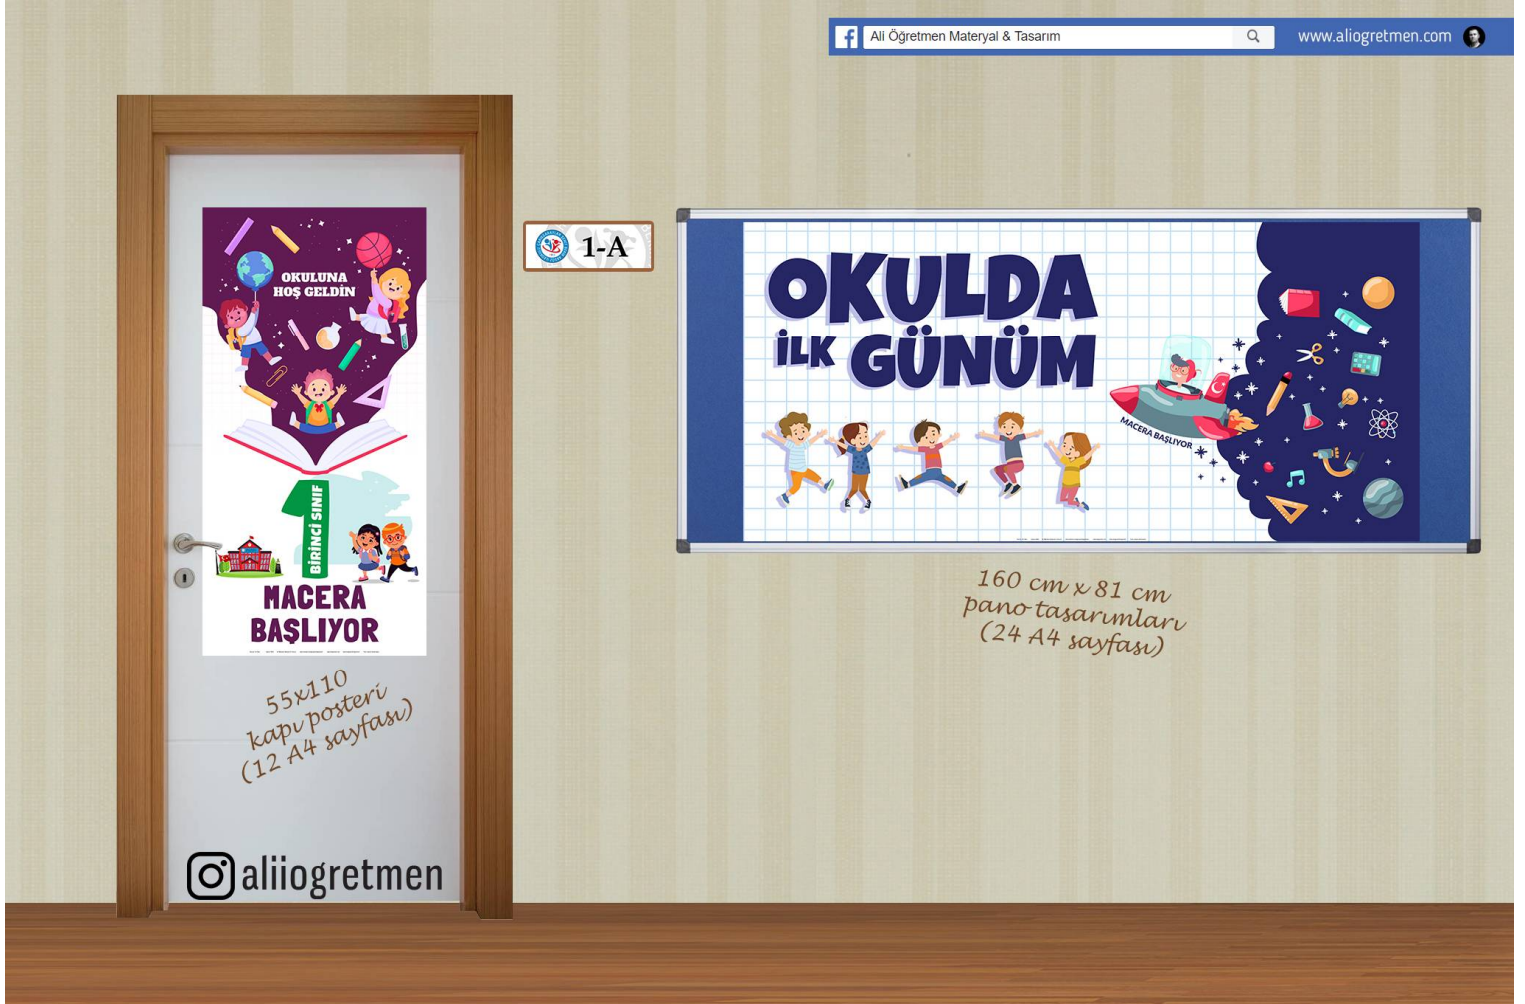 Ali Öğretmen Materyal & Tasarım
www.aliogretmen.com
OKULUNA
HOŞ GELDİN
BİRİNCİ SINIF
1
MACERA
BAŞLIYOR
55x110
kapı posteri
(12 A4 sayfası)
aliiogretmen
1-A
OKULDA
İLK GÜNÜM
MACERA BAŞLIYOR
160 cm x 81 cm
pano tasarımları
(24 A4 sayfası)